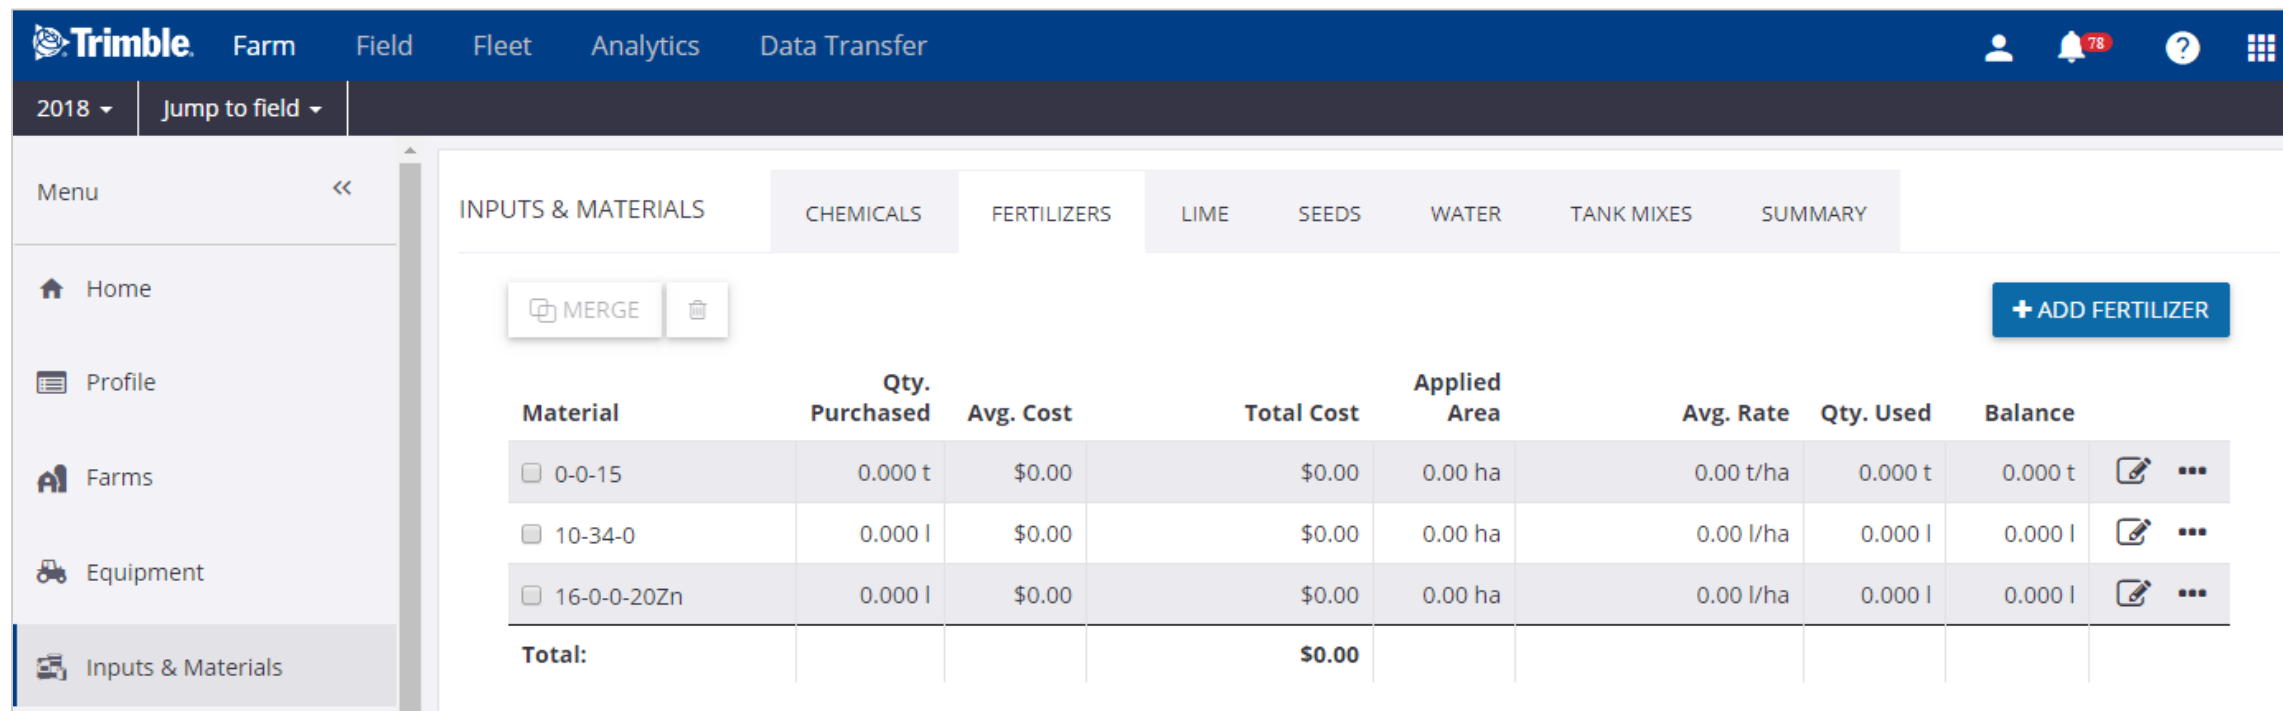 Trimble. Farm Field Fleet Analytics Data Transfer 78 ?
2018 Jump to field
Menu «
INPUTS & MATERIALS CHEMICALS FERTILIZERS LIME SEEDS WATER TANK MIXES SUMMARY
Home
Profile
Farms
Equipment
Inputs & Materials
MERGE + ADD FERTILIZER
Material Qty. Purchased Avg. Cost Total Cost Applied Area Avg. Rate Qty. Used Balance
0-0-15 0.000 t $0.00 $0.00 0.00 ha 0.00 t/ha 0.000 t 0.000 t
10-34-0 0.000 l $0.00 $0.00 0.00 ha 0.00 l/ha 0.000 l 0.000 l
16-0-0-20Zn 0.000 l $0.00 $0.00 0.00 ha 0.00 l/ha 0.000 l 0.000 l
Total: $0.00